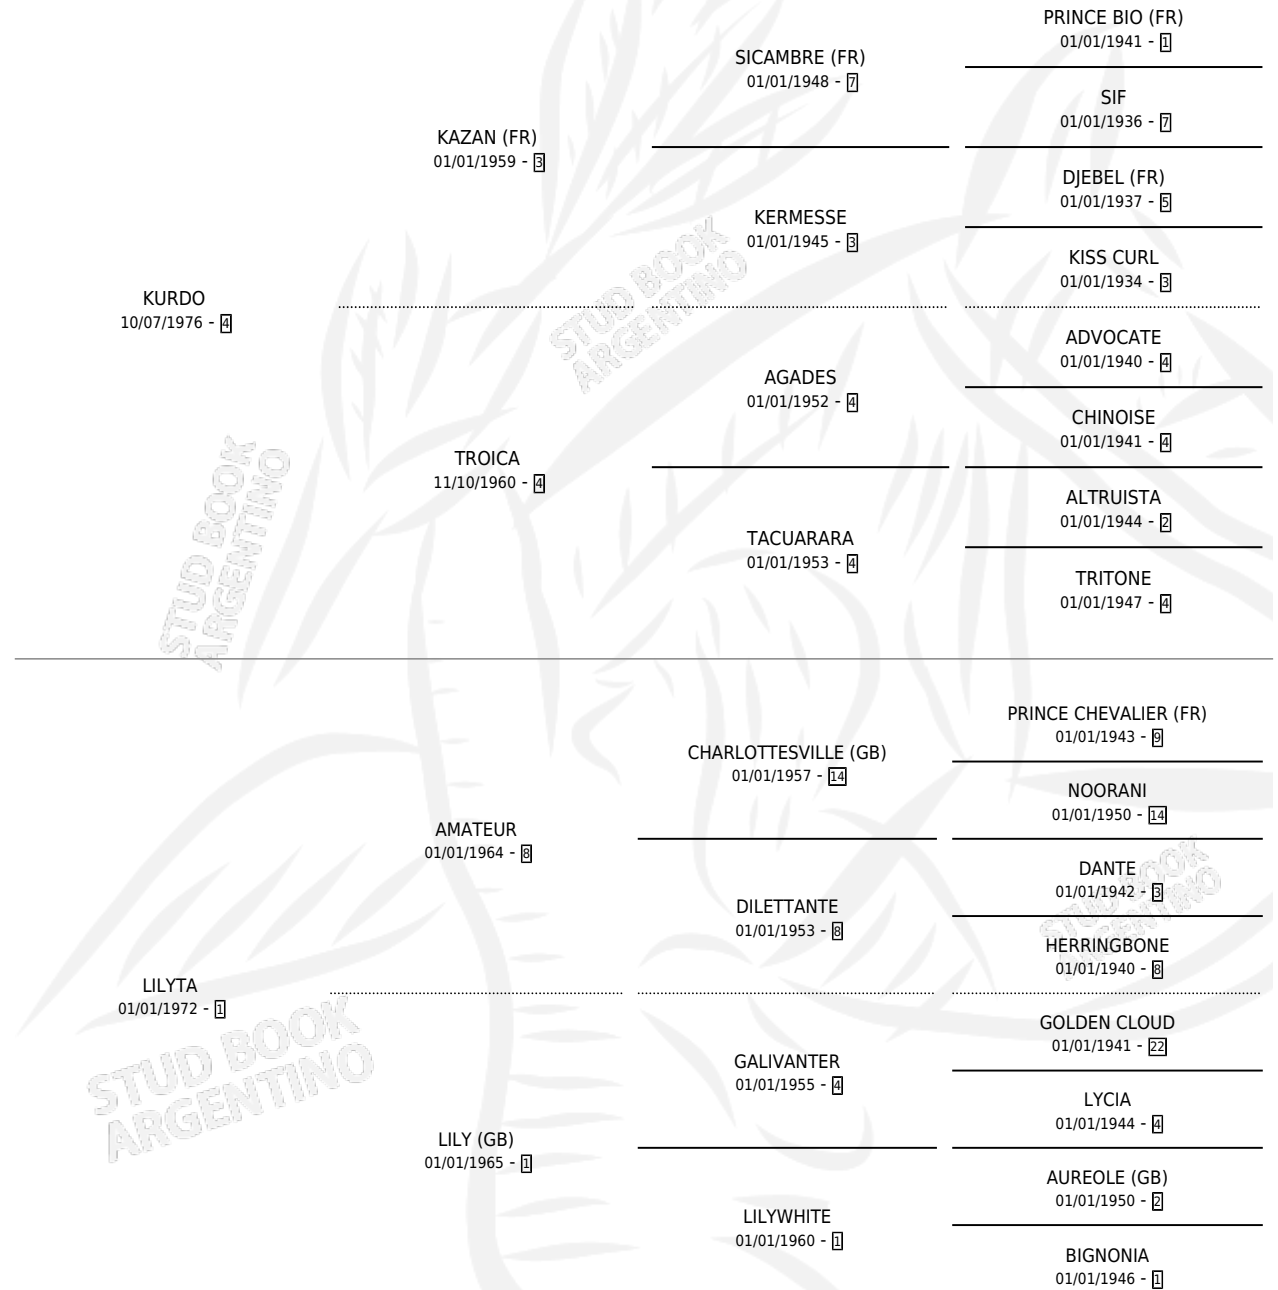 PRINCE BIO (FR)
01/01/1941 - 1
SICAMBRE (FR)
01/01/1948 - 7
SIF
01/01/1936 - 7
KAZAN (FR)
01/01/1959 - 3
DJEBEL (FR)
01/01/1937 - 5
KERMESSE
01/01/1945 - 3
KISS CURL
01/01/1934 - 3
KURDO
10/07/1976 - 4
STUD BOOK
ARGENTINO
ADVOCATE
01/01/1940 - 4
AGADES
01/01/1952 - 4
CHINOISE
01/01/1941 - 4
TROICA
11/10/1960 - 4
ALTRUISTA
01/01/1944 - 2
TACUARARA
01/01/1953 - 4
TRITONE
01/01/1947 - 4
STUD BOOK
ARGENTINO
PRINCE CHEVALIER (FR)
01/01/1943 - 9
CHARLOTTESVILLE (GB)
01/01/1957 - 14
NOORANI
01/01/1950 - 14
AMATEUR
01/01/1964 - 8
DANTE
01/01/1942 - 3
DILETTANTE
01/01/1953 - 8
HERRINGBONE
01/01/1940 - 8
STUD BOOK
ARGENTINO
LILYTA
01/01/1972 - 1
GOLDEN CLOUD
01/01/1941 - 22
GALIVANTER
01/01/1955 - 4
LYCIA
01/01/1944 - 4
STUD BOOK
ARGENTINO
LILY (GB)
01/01/1965 - 1
AUREOLE (GB)
01/01/1950 - 2
LILYWHITE
01/01/1960 - 1
BIGNONIA
01/01/1946 - 1